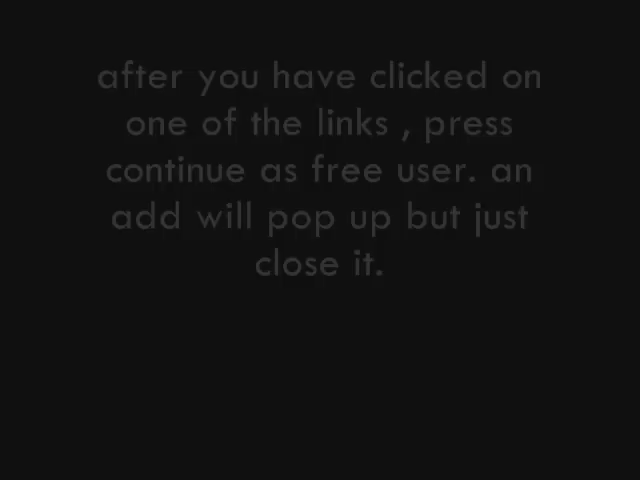 after you have clicked on
one of the links , press
continue as free user. an
add will pop up but just
close it.